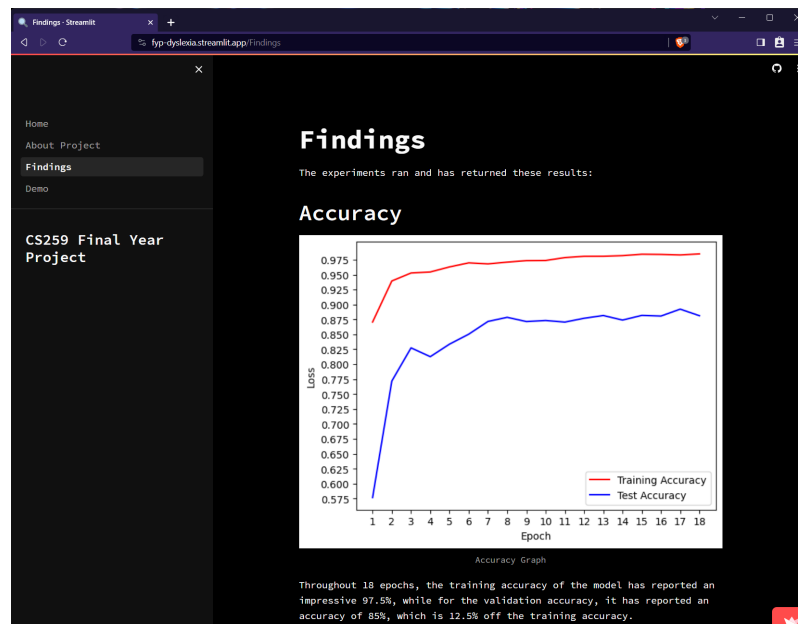 Findings · Streamlit
fyp-dyslexia.streamlit.app/Findings
Home
About Project
Findings
Demo
CS259 Final Year
Project
Findings
The experiments ran and has returned these results:
Accuracy
0.975
0.950
0.925
0.900
0.875
0.850
0.825
0.800
0.775
0.750
0.725
0.700
0.675
0.650
0.625
0.600
0.575
Loss
Training Accuracy
Test Accuracy
1 2 3 4 5 6 7 8 9 10 11 12 13 14 15 16 17 18
Epoch
Accuracy Graph
Throughout 18 epochs, the training accuracy of the model has reported an
impressive 97.5%, while for the validation accuracy, it has reported an
accuracy of 85%, which is 12.5% off the training accuracy.